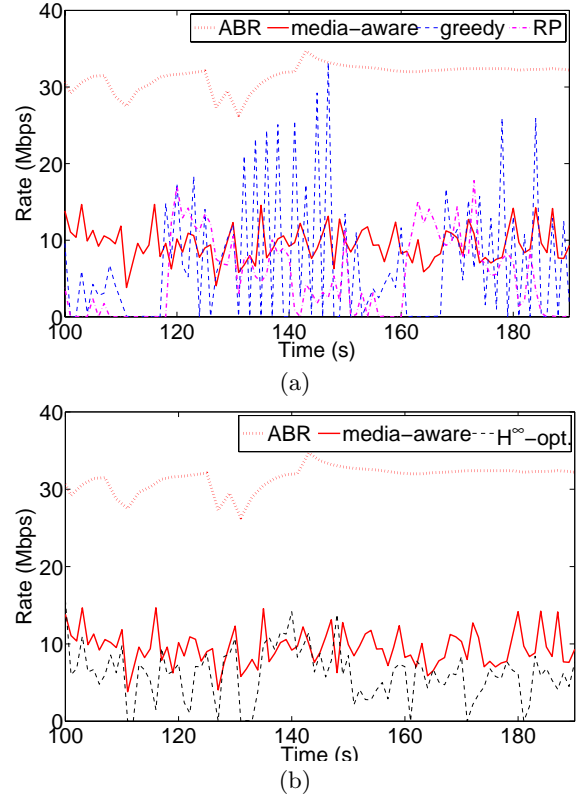 ABR media-aware greedy RP
40
30
20
10
0
Rate (Mbps)
100 120 140 160 180
Time (s)
(a)
ABR media-aware H∞-opt.
40
30
20
10
0
Rate (Mbps)
100 120 140 160 180
Time (s)
(b)